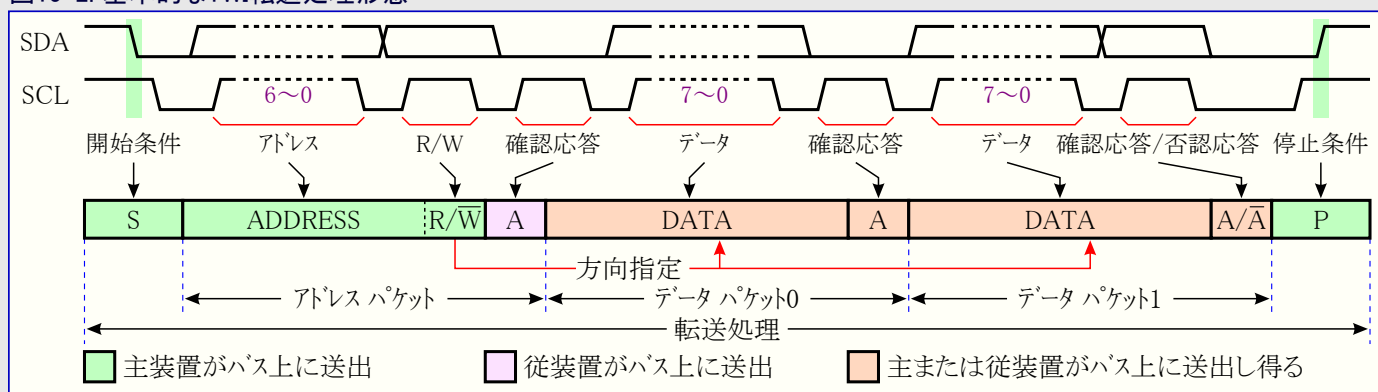 SDA
SCL
6～0 7～0 7～0
開始条件 アドレス R/W 確認応答 データ 確認応答 データ 確認応答/否認応答 停止条件
S ADDRESS R/W̅ A DATA A DATA A/A̅ P
方向指定
アドレス パケット データ パケット0 データ パケット1
転送処理
主装置がバス上に送出 従装置がバス上に送出 主または従装置がバス上に送出し得る